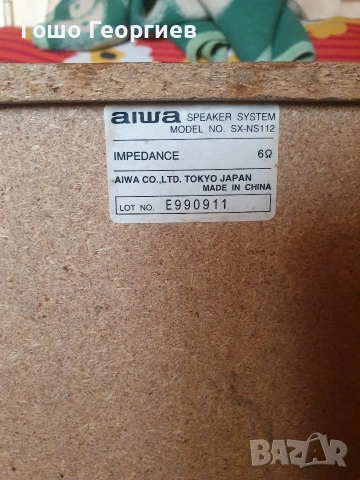 Тошо Георгиев
aiwa SPEAKER SYSTEM
MODEL NO. SX-NS112
IMPEDANCE 6Ω
AIWA CO.,LTD. TOKYO JAPAN
MADE IN CHINA
LOT NO. E990911
BAZAR